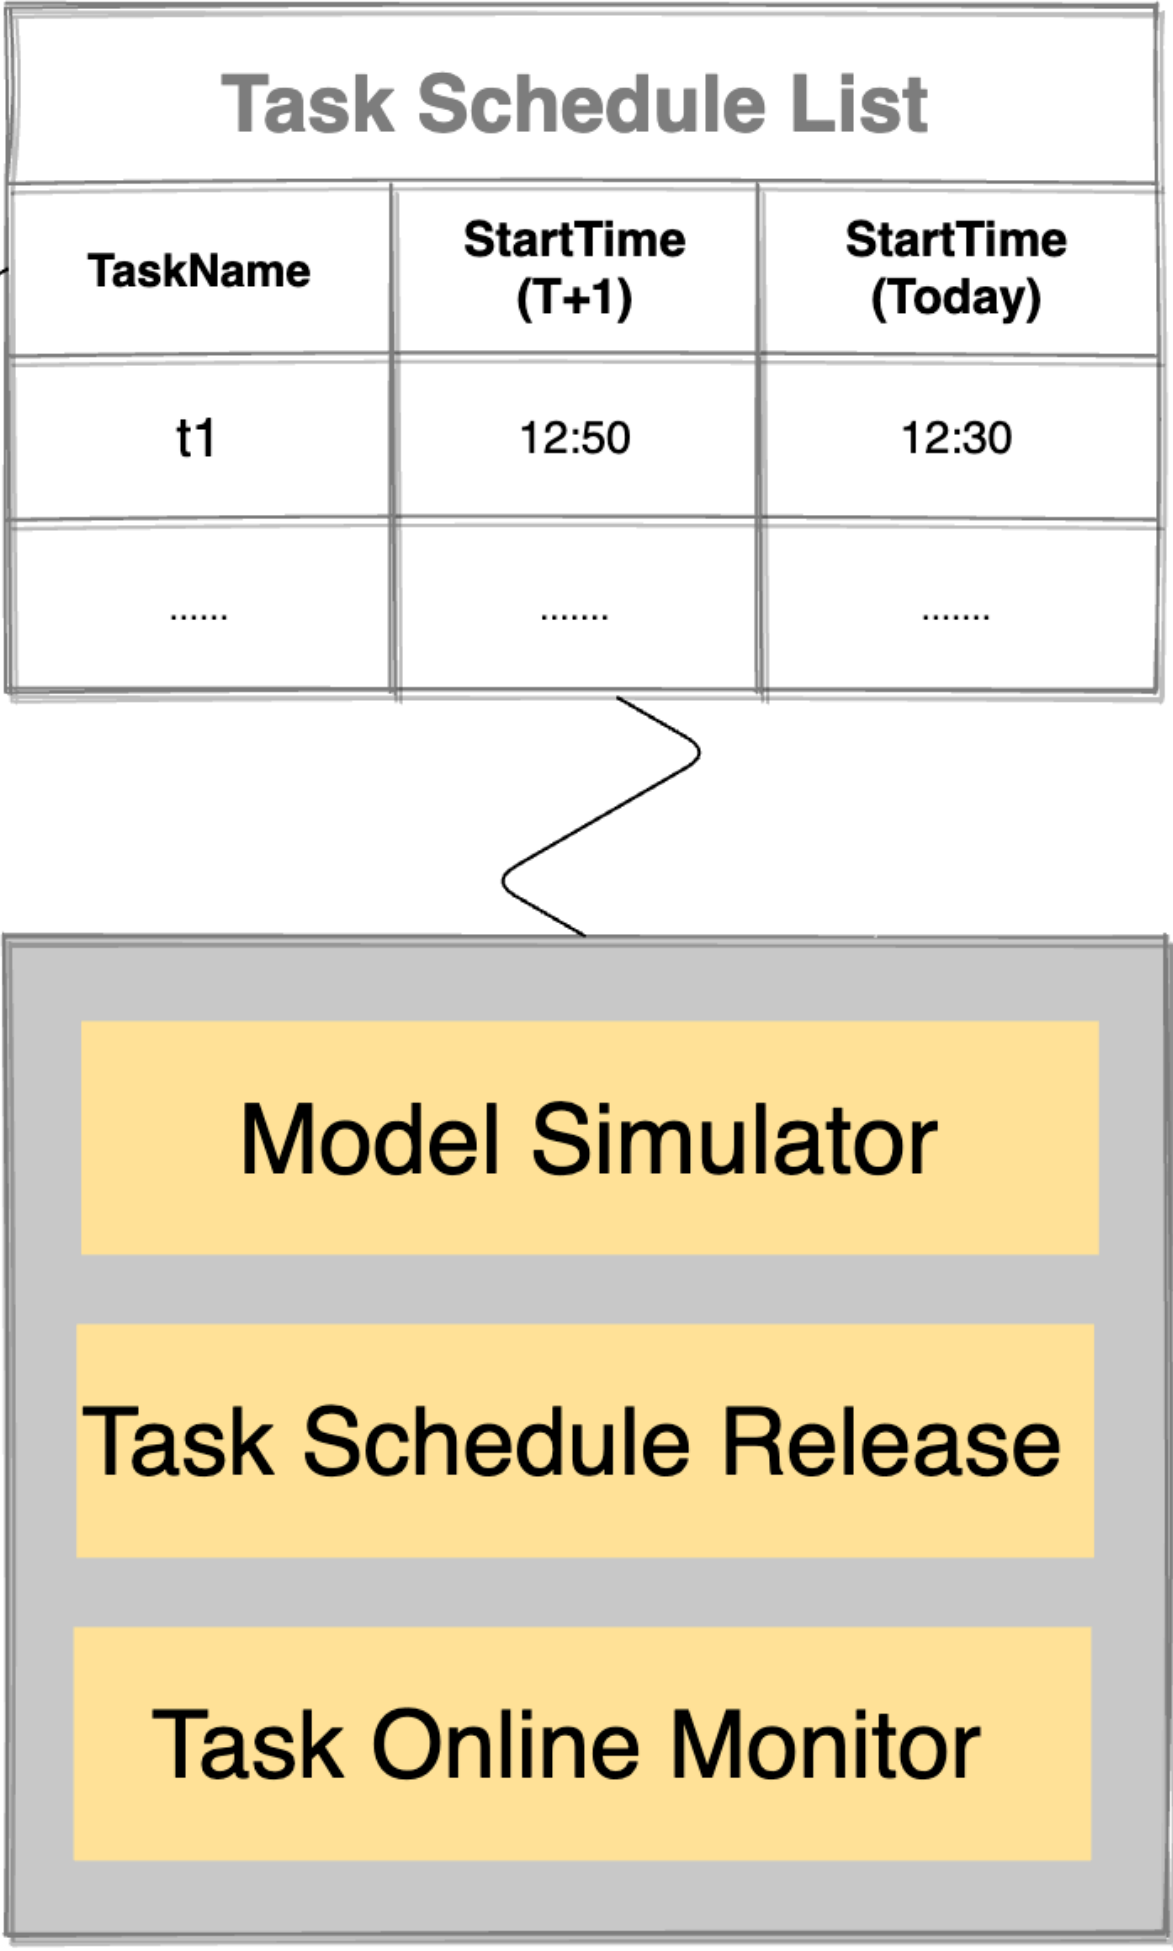 Task Schedule List
TaskName
StartTime
(T+1)
StartTime
(Today)
t1
12:50
12:30
......
.......
.......
Model Simulator
Task Schedule Release
Task Online Monitor